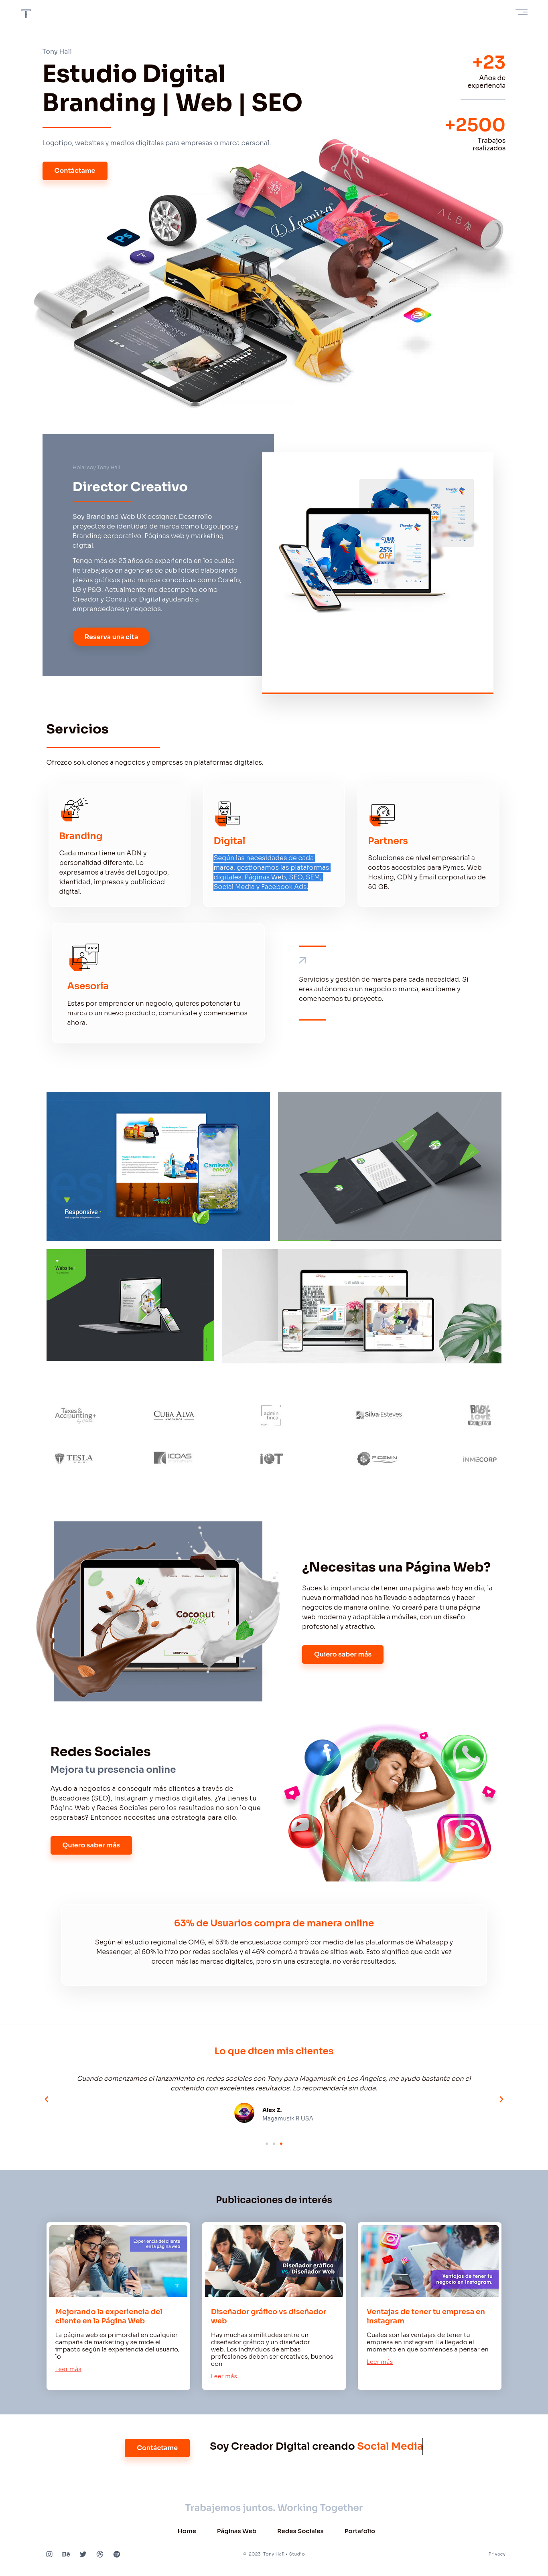 Tony Hall
Estudio Digital
Branding | Web | SEO
Logotipo, websites y medios digitales para empresas o marca personal.
Contáctame
+23
Años de
experiencia
+2500
Trabajos
realizados
Ps
ALBA
Hola! soy Tony Hall
Director Creativo
Soy Brand and Web UX designer. Desarrollo
proyectos de identidad de marca como Logotipos y
Branding corporativo. Páginas web y marketing
digital.
Tengo más de 23 años de experiencia en los cuales
he trabajado en agencias de publicidad elaborando
piezas gráficas para marcas conocidas como Corefo,
LG y P&G. Actualmente me desempeño como
Creador y Consultor Digital ayudando a
emprendedores y negocios.
Reserva una cita
CYBER
WOW
25%
OFF
Servicios
Ofrezco soluciones a negocios y empresas en plataformas digitales.
Branding
Cada marca tiene un ADN y
personalidad diferente. Lo
expresamos a través del Logotipo,
identidad, impresos y publicidad
digital.
Digital
Según las necesidades de cada
marca, gestionamos las plataformas
digitales. Páginas Web, SEO, SEM,
Social Media y Facebook Ads.
Partners
Soluciones de nivel empresarial a
costos accesibles para Pymes. Web
Hosting, CDN y Email corporativo de
50 GB.
Asesoría
Estas por emprender un negocio, quieres potenciar tu
marca o un nuevo producto, comunícate y comencemos
ahora.
Servicios y gestión de marca para cada necesidad. Si
eres autónomo o un negocio o marca, escríbeme y
comencemos tu proyecto.
Camisea
energy
Responsive
Website
Taxes &
Accounting+
CUBA ALVA
admin
finca
Silva Esteves
BABY
LOVE
TESLA
ICOAS
iOT
FICEMIN
INMECORP
Coconut
milk
¿Necesitas una Página Web?
Sabes la importancia de tener una página web hoy en día, la
nueva normalidad nos ha llevado a adaptarnos y hacer
negocios de manera online. Yo crearé para ti una página
web moderna y adaptable a móviles, con un diseño
profesional y atractivo.
Quiero saber más
Redes Sociales
Mejora tu presencia online
Ayudo a negocios a conseguir más clientes a través de
Buscadores (SEO), Instagram y medios digitales. ¿Ya tienes tu
Página Web y Redes Sociales pero los resultados no son lo que
esperabas? Entonces necesitas una estrategia para ello.
Quiero saber más
63% de Usuarios compra de manera online
Según el estudio regional de OMG, el 63% de encuestados compró por medio de las plataformas de Whatsapp y
Messenger, el 60% lo hizo por redes sociales y el 46% compró a través de sitios web. Esto significa que cada vez
crecen más las marcas digitales, pero sin una estrategia, no verás resultados.
Lo que dicen mis clientes
Cuando comenzamos el lanzamiento en redes sociales con Tony para Magamusik en Los Ángeles, me ayudo bastante con el
contenido con excelentes resultados. Lo recomendaría sin duda.
Alex Z.
Magamusik R USA
Publicaciones de interés
Experiencia del cliente
en la página web
Mejorando la experiencia del
cliente en la Página Web
La página web es primordial en cualquier
campaña de marketing y se mide el
impacto según la experiencia del usuario,
lo
Leer más
Diseñador gráfico
Vs. Diseñador Web
Diseñador gráfico vs diseñador
web
Hay muchas similitudes entre un
diseñador gráfico y un diseñador
web. Los individuos de ambas
profesiones deben ser creativos, buenos
con
Leer más
Ventajas de tener tu
negocio en Instagram.
Ventajas de tener tu empresa en
Instagram
Cuales son las ventajas de tener tu
empresa en instagram Ha llegado el
momento en que comiences a pensar en
Leer más
Contáctame
Soy Creador Digital creando Social Media
Trabajemos juntos. Working Together
Home Páginas Web Redes Sociales Portafolio
Bē
© 2023 Tony Hall • Studio
Privacy